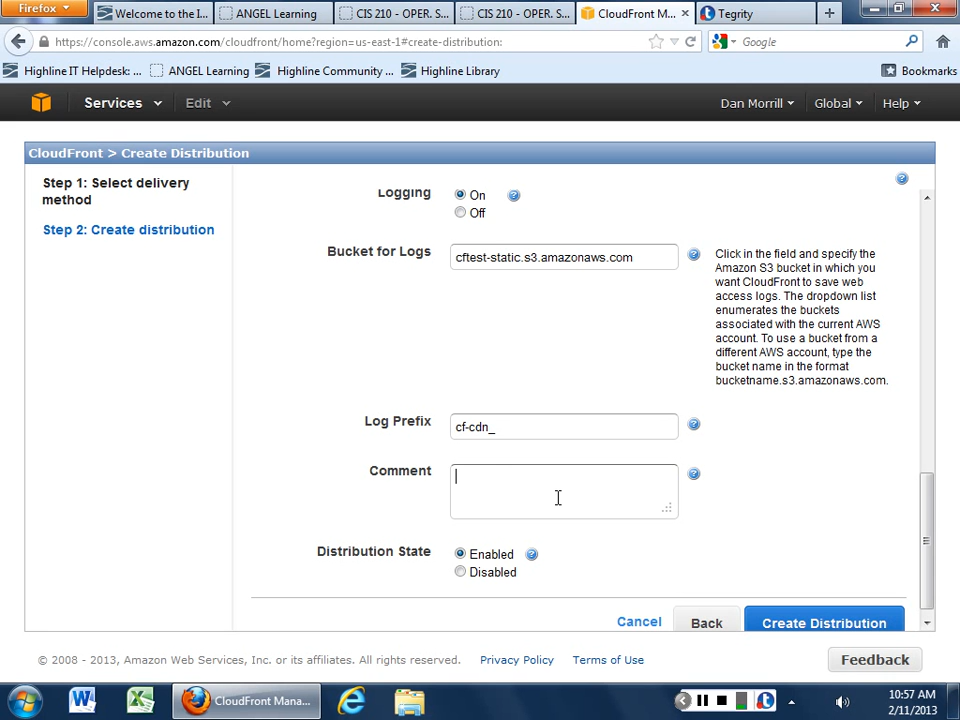 Firefox
Welcome to the I...
ANGEL Learning
CIS 210 - OPER. S...
CIS 210 - OPER. S...
CloudFront M...
Tegrity
https://console.aws.amazon.com/cloudfront/home?region=us-east-1#create-distribution:
Google
Highline IT Helpdesk: ...
ANGEL Learning
Highline Community ...
Highline Library
Bookmarks
Services
Edit
Dan Morrill
Global
Help
CloudFront > Create Distribution
Step 1: Select delivery
method
Step 2: Create distribution
Logging
On
Off
Bucket for Logs
cftest-static.s3.amazonaws.com
Click in the field and specify the
Amazon S3 bucket in which you
want CloudFront to save web
access logs. The dropdown list
enumerates the buckets
associated with the current AWS
account. To use a bucket from a
different AWS account, type the
bucket name in the format
bucketname.s3.amazonaws.com.
Log Prefix
cf-cdn_
Comment
Distribution State
Enabled
Disabled
Cancel
Back
Create Distribution
© 2008 - 2013, Amazon Web Services, Inc. or its affiliates. All rights reserved.
Privacy Policy
Terms of Use
Feedback
CloudFront Mana...
10:57 AM
2/11/2013